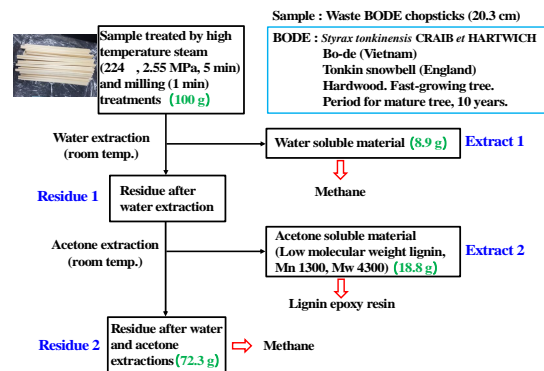 Sample treated by high
temperature steam
(224 , 2.55 MPa, 5 min)
and milling (1 min)
treatments (100 g)
Sample : Waste BODE chopsticks (20.3 cm)
BODE : Styrax tonkinensis CRAIB et HARTWICH
Bo-de (Vietnam)
Tonkin snowbell (England)
Hardwood. Fast-growing tree.
Period for mature tree, 10 years.
Water extraction
(room temp.)
Water soluble material (8.9 g)
Extract 1
Methane
Residue 1
Residue after
water extraction
Acetone extraction
(room temp.)
Acetone soluble material
(Low molecular weight lignin,
Mn 1300, Mw 4300) (18.8 g)
Extract 2
Lignin epoxy resin
Residue 2
Residue after water
and acetone
extractions (72.3 g)
Methane